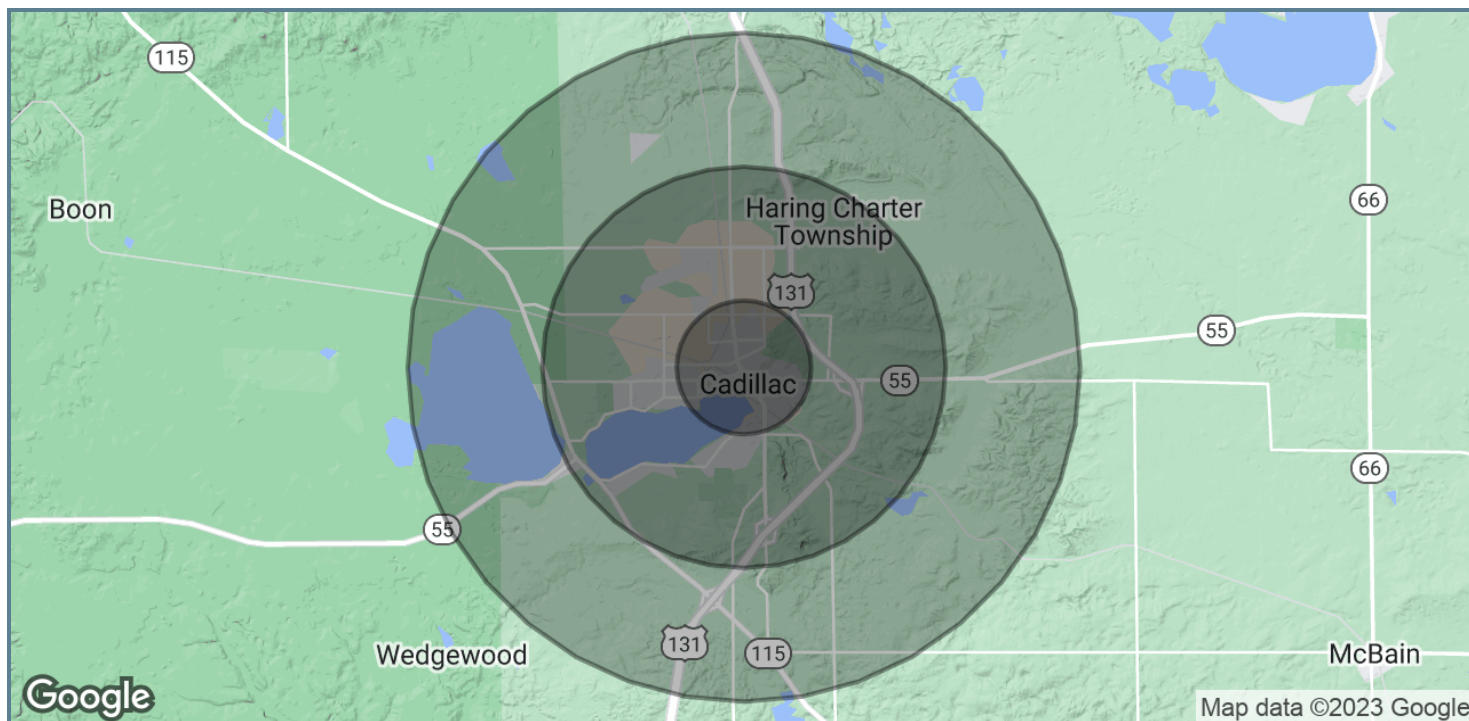 115
Boon
66
Haring Charter
Township
131
55
Cadillac
55
66
55
Wedgewood
131
115
McBain
Google
Map data ©2023 Google